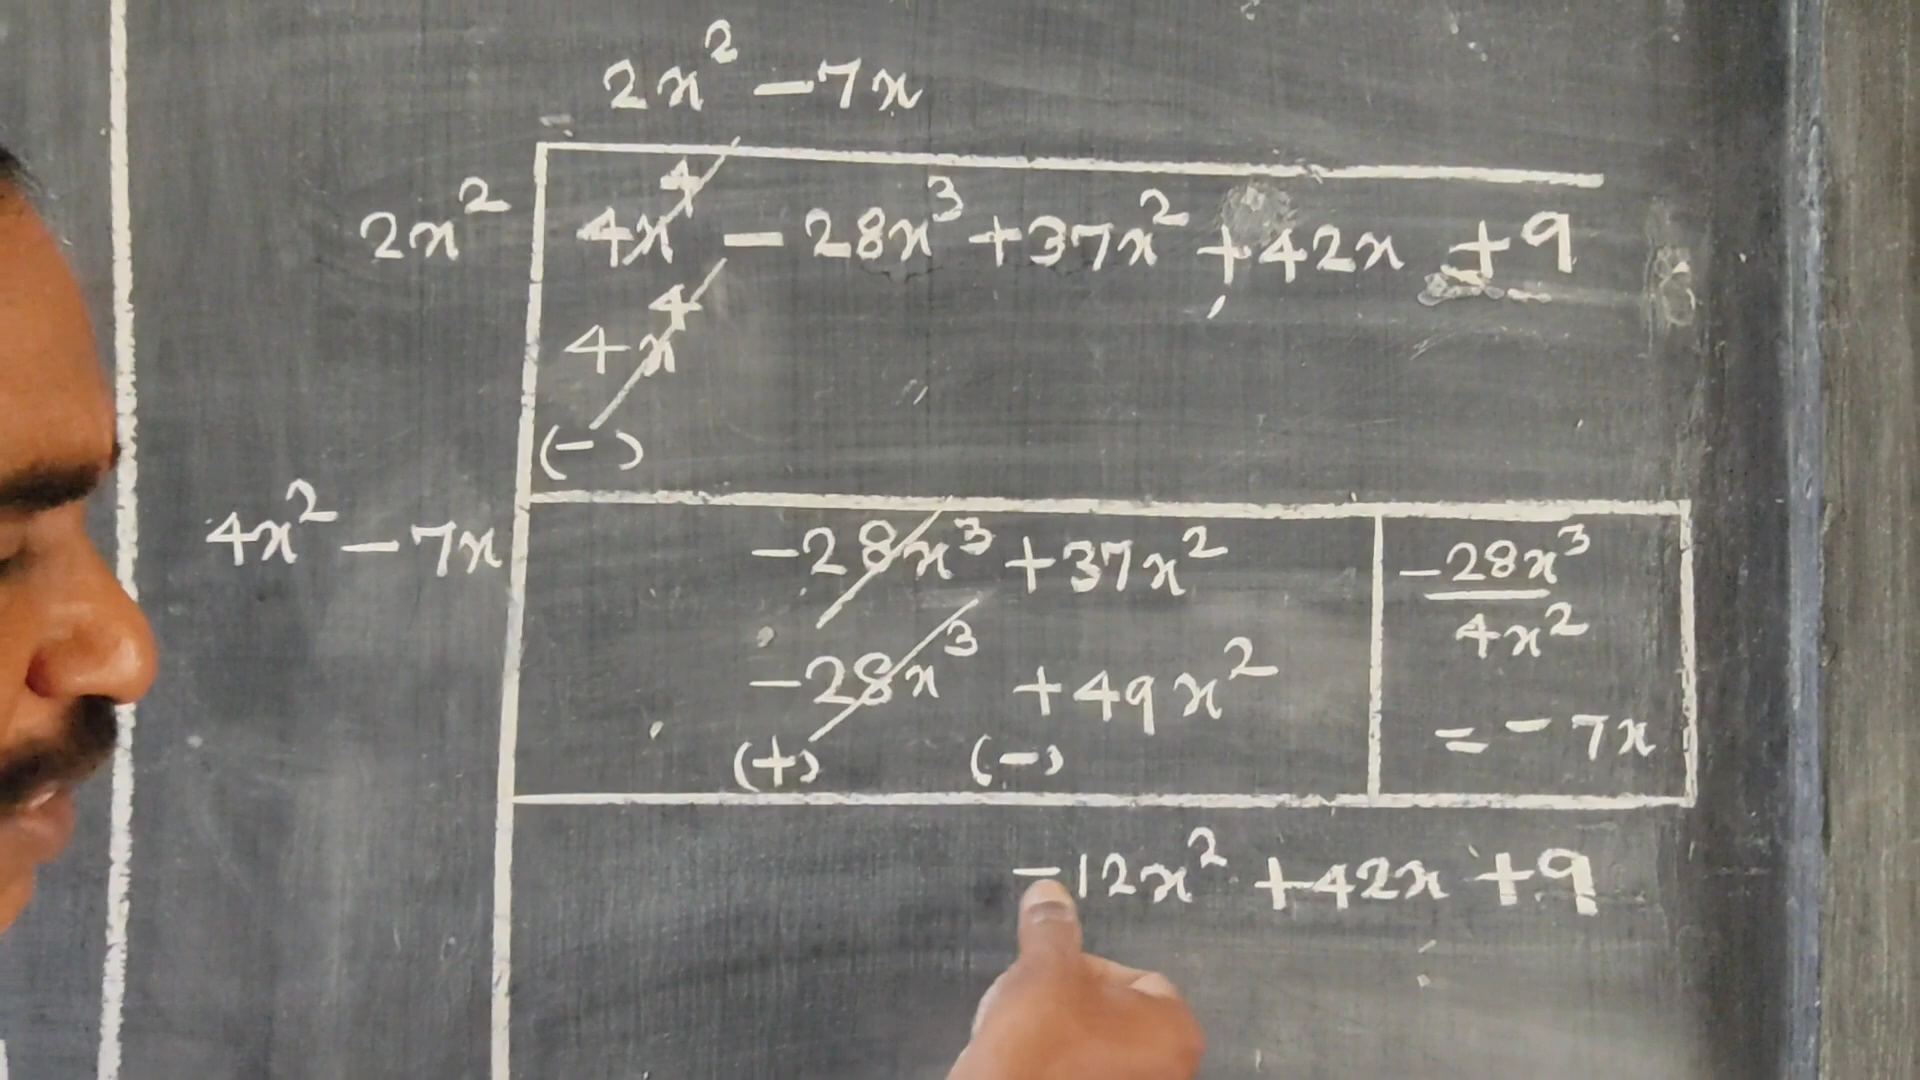 2x² - 7x
2x² 4x⁴ - 28x³ + 37x² + 42x + 9
4x⁴
(-)
4x² - 7x -28x³ + 37x² -28x³
4x²
-28x³ + 49x² = -7x
(+) (-)
-12x² + 42x + 9